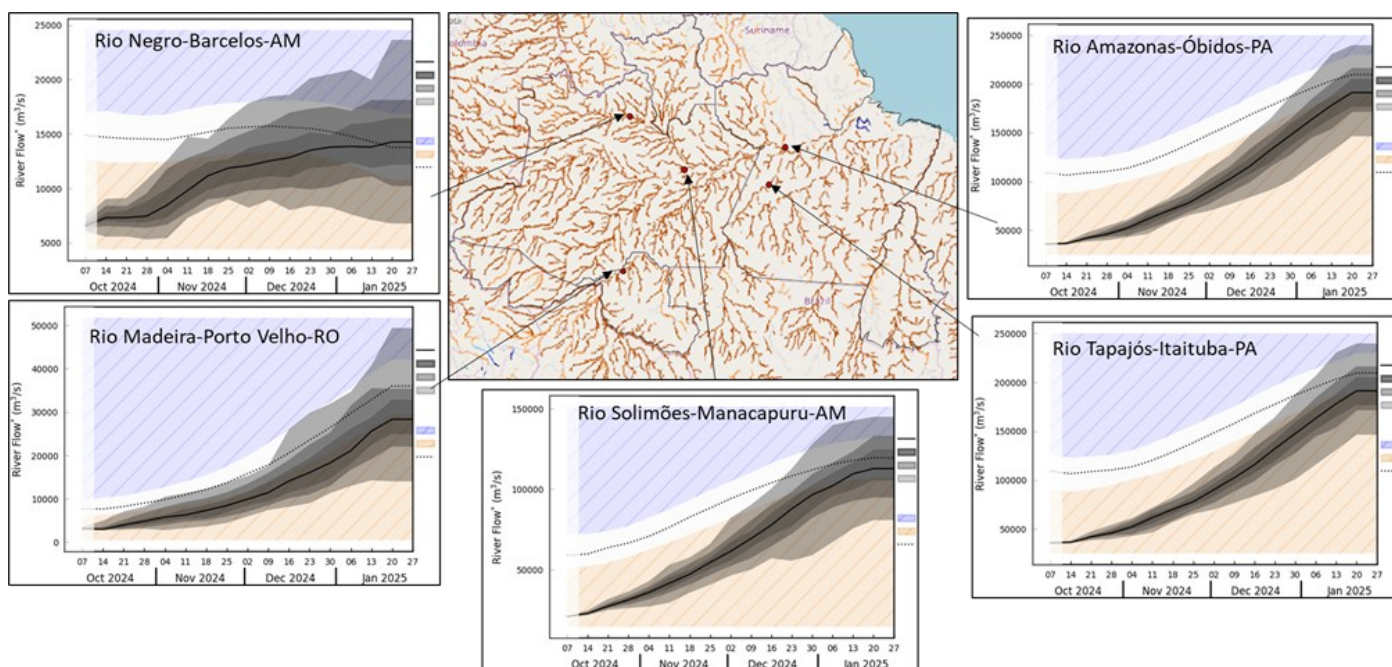 Rio Negro-Barcelos-AM
River Flow* (m³/s)
25000
20000
15000
10000
5000
07 14 21 28 04 11 18 25 02 09 16 23 30 06 13 20 27
Oct 2024 Nov 2024 Dec 2024 Jan 2025
Suriname
Brazil
Rio Amazonas-Óbidos-PA
River Flow* (m³/s)
250000
200000
150000
100000
50000
07 14 21 28 04 11 18 25 02 09 16 23 30 06 13 20 27
Oct 2024 Nov 2024 Dec 2024 Jan 2025
Rio Madeira-Porto Velho-RO
River Flow* (m³/s)
50000
40000
30000
20000
10000
0
07 14 21 28 04 11 18 25 02 09 16 23 30 06 13 20 27
Oct 2024 Nov 2024 Dec 2024 Jan 2025
Rio Solimões-Manacapuru-AM
River Flow* (m³/s)
150000
100000
50000
07 14 21 28 04 11 18 25 02 09 16 23 30 06 13 20 27
Oct 2024 Nov 2024 Dec 2024 Jan 2025
Rio Tapajós-Itaituba-PA
River Flow* (m³/s)
250000
200000
150000
100000
50000
07 14 21 28 04 11 18 25 02 09 16 23 30 06 13 20 27
Oct 2024 Nov 2024 Dec 2024 Jan 2025